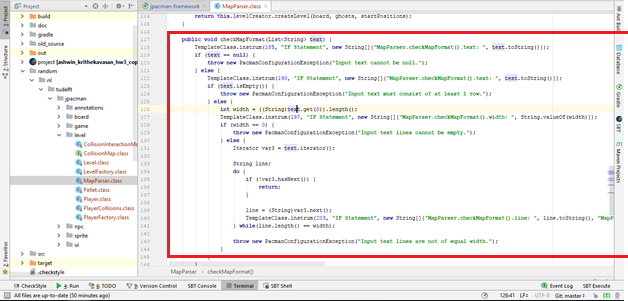 Project
jpacman-framework
MapParser.class
build
doc
gradle
old_source
out
project [ashwin_krithekavasan_hw3_cop
random
nl
tudelft
jpacman
annotations
board
game
level
CollisionInteractionMa
CollisionMap.class
Level.class
LevelFactory.class
MapParser.class
Pellet.class
Player.class
PlayerCollisions.class
PlayerFactory.class
npc
sprite
ui
src
target
.checkstyle
1: Project
7: Structure
2: Favorites
return this.levelCreator.createLevel(board, ghosts, startPositions);
}
public void checkMapFormat(List<String> text) {
TemplateClass.instrum(185, "IF Statement", new String[]{"MapParser.checkMapFormat().text: ", text.toString()});
if (text == null) {
throw new PacmanConfigurationException("Input text cannot be null.");
} else {
TemplateClass.instrum(190, "IF Statement", new String[]{"MapParser.checkMapFormat().text: ", text.toString()});
if (text.isEmpty()) {
throw new PacmanConfigurationException("Input text must consist of at least 1 row.");
} else {
int width = ((String)text.get(0)).length();
TemplateClass.instrum(197, "IF Statement", new String[]{"MapParser.checkMapFormat().width: ", String.valueOf(width)});
if (width == 0) {
throw new PacmanConfigurationException("Input text lines cannot be empty.");
} else {
Iterator var3 = text.iterator();
String line;
do {
if (!var3.hasNext()) {
return;
}
line = (String)var3.next();
TemplateClass.instrum(203, "IF Statement", new String[]{"MapParser.checkMapFormat().line: ", line.toString(), "MapP
} while(line.length() == width);
throw new PacmanConfigurationException("Input text lines are not of equal width.");
}
MapParser
checkMapFormat()
Ant Build
Database
Gradle
SBT
Maven Projects
CheckStyle
4: Run
6: TODO
9: Version Control
SBT Console
Terminal
SBT Shell
Event Log
SBT Execute
All files are up-to-date (50 minutes ago)
126:41
LF÷
UTF-8
Git: master